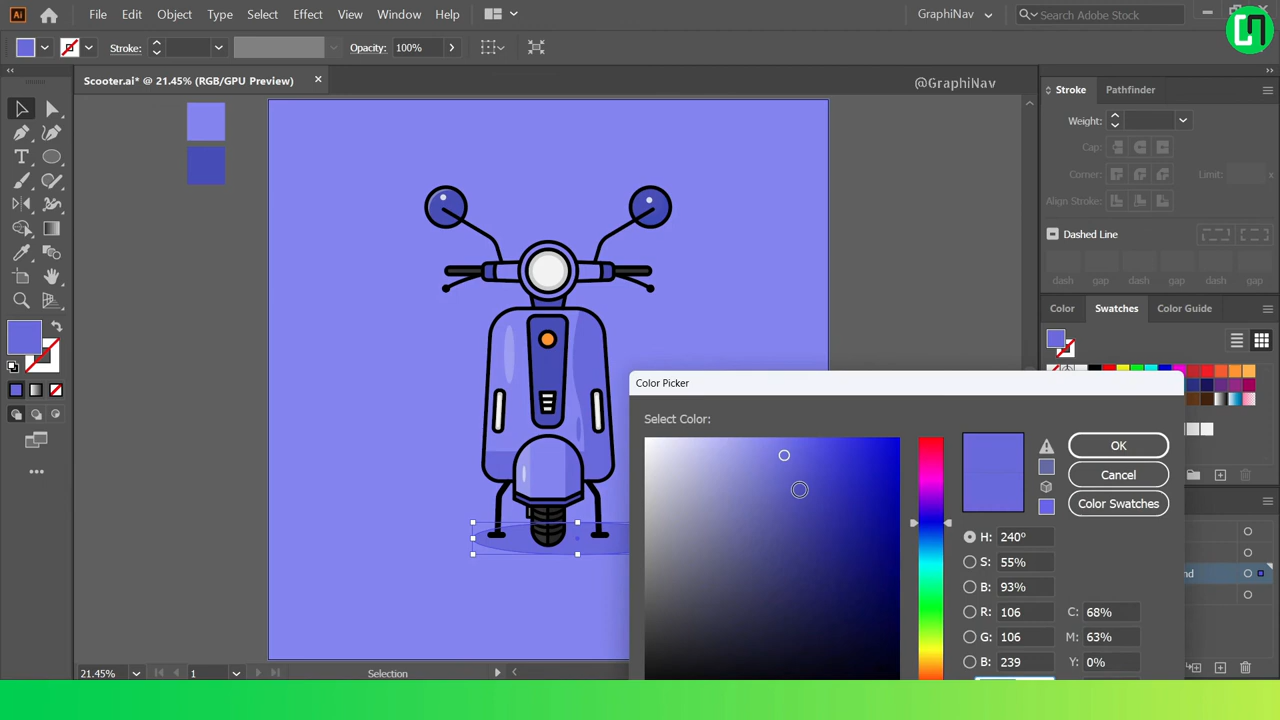 Ai File Edit Object Type Select Effect View Window Help GraphiNav Search Adobe Stock
Stroke: Opacity: 100%
Scooter.ai* @ 21.45% (RGB/GPU Preview) × @GraphiNav Stroke Pathfinder
Weight:
Cap:
Corner: Limit: x
Align Stroke:
Dashed Line
dash gap dash gap dash gap
Color Swatches Color Guide
Color Picker
Select Color:
OK
Cancel
Color Swatches
H: 240°
S: 55%
B: 93%
R: 106 C: 68%
G: 106 M: 63%
B: 239 Y: 0%
nd
21.45% 1 Selection